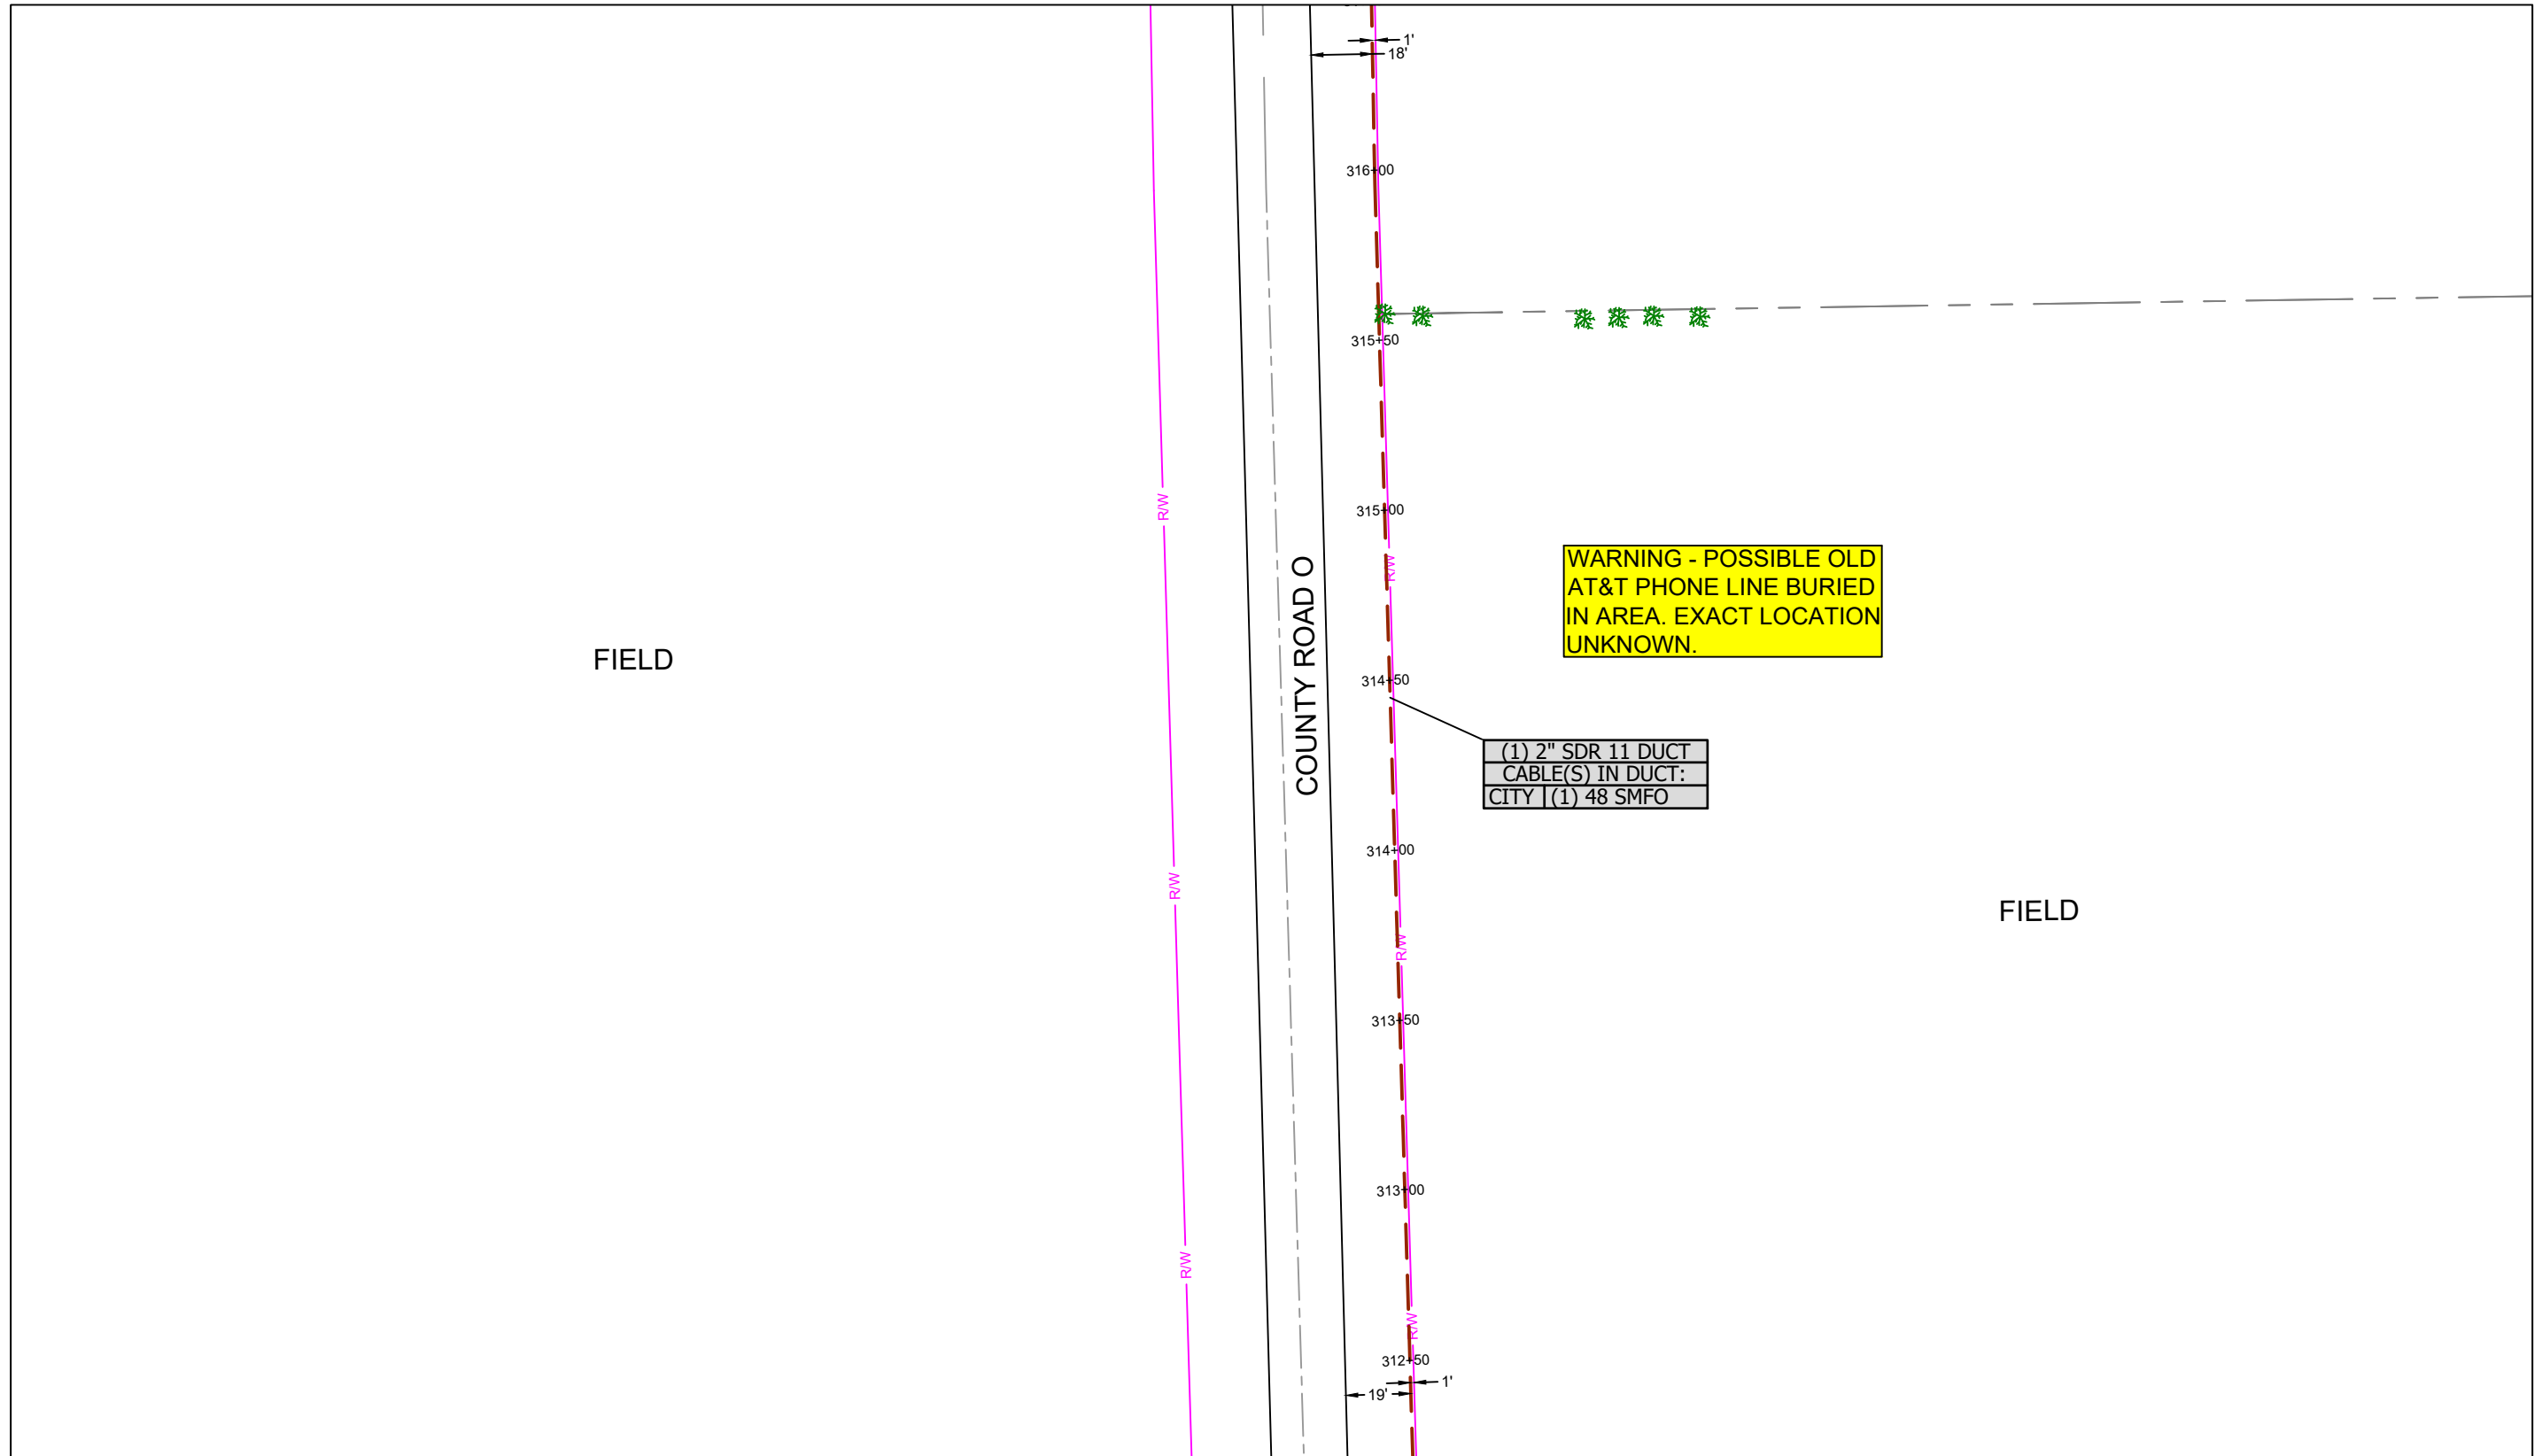 1'
18'
316+00
315+50
R/W
315+00
R/W
WARNING - POSSIBLE OLD
AT&T PHONE LINE BURIED
IN AREA. EXACT LOCATION
UNKNOWN.
COUNTY ROAD O
FIELD
314+50
(1) 2" SDR 11 DUCT
CABLE(S) IN DUCT:
CITY (1) 48 SMFO
314+00
R/W
FIELD
R/W
313+50
313+00
R/W
R/W
312+50
1'
19'